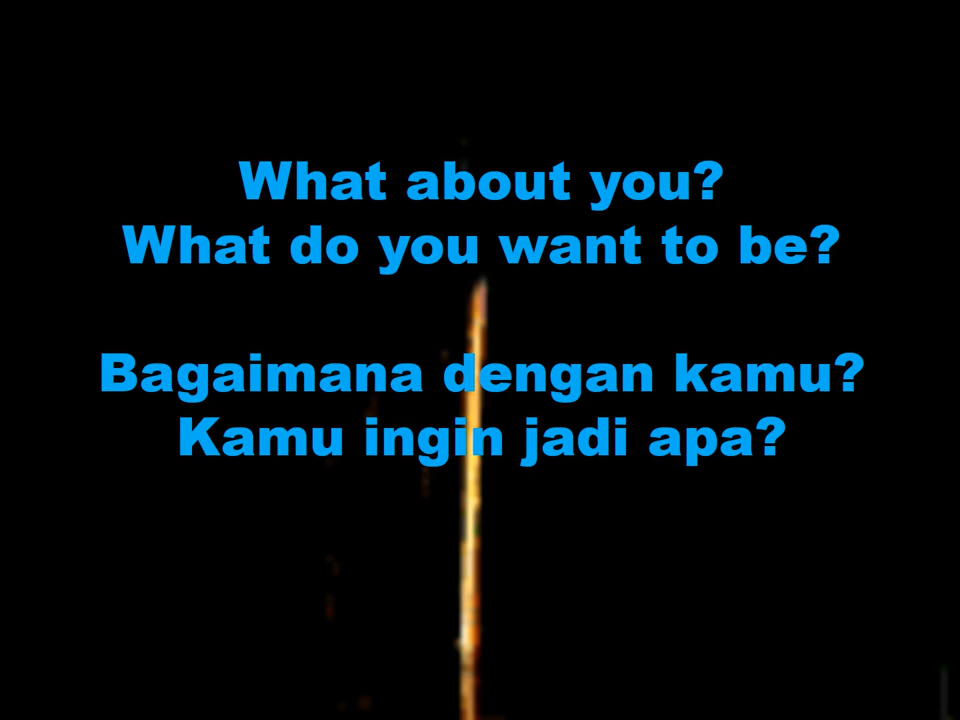 What about you?
What do you want to be?
Bagaimana dengan kamu?
Kamu ingin jadi apa?